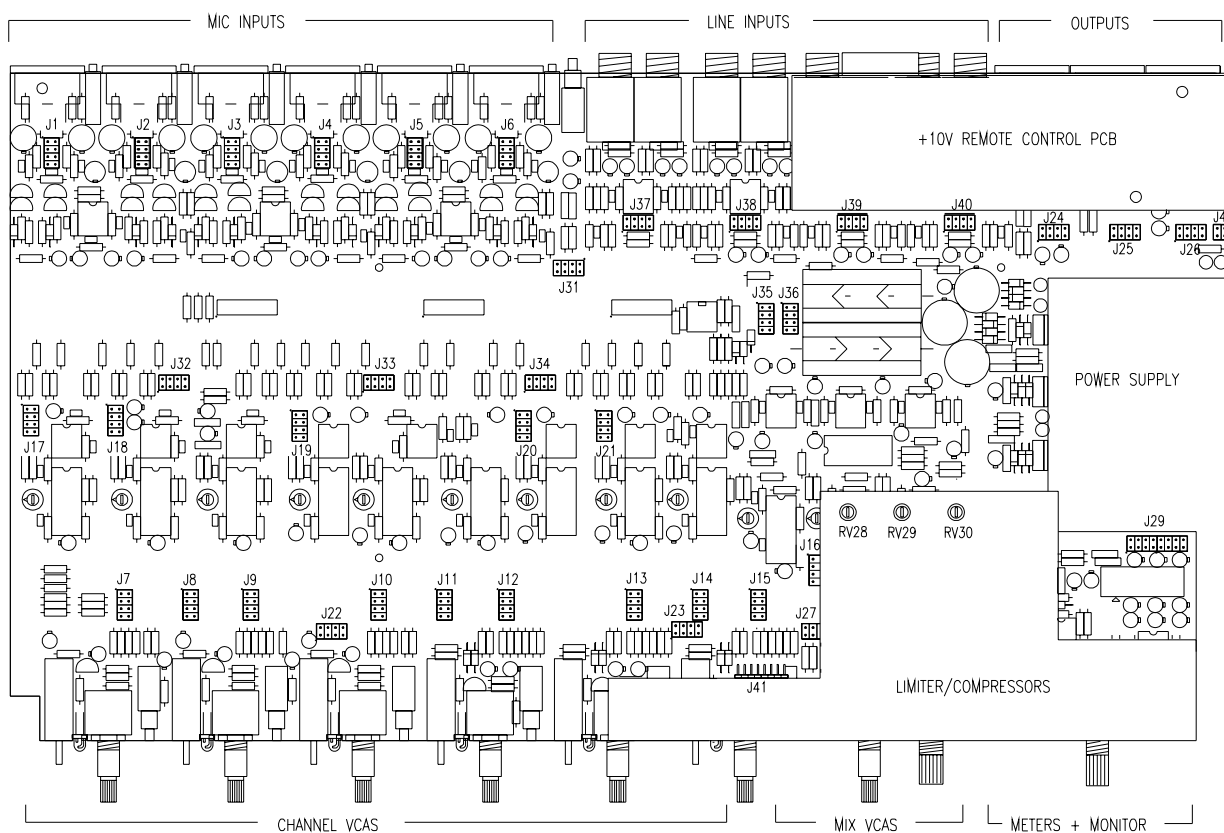 MIC INPUTS
LINE INPUTS
OUTPUTS
J1
J2
J3
J4
J5
J6
+10V REMOTE CONTROL PCB
J37
J38
J39
J40
J24
J25
J26
J31
J35
J36
J32
J33
J34
POWER SUPPLY
J17
J18
J19
J20
J21
RV28
RV29
RV30
J16
J29
J7
J8
J9
J10
J11
J12
J13
J14
J15
J22
J23
J27
J41
LIMITER/COMPRESSORS
CHANNEL VCAS
MIX VCAS
METERS + MONITOR